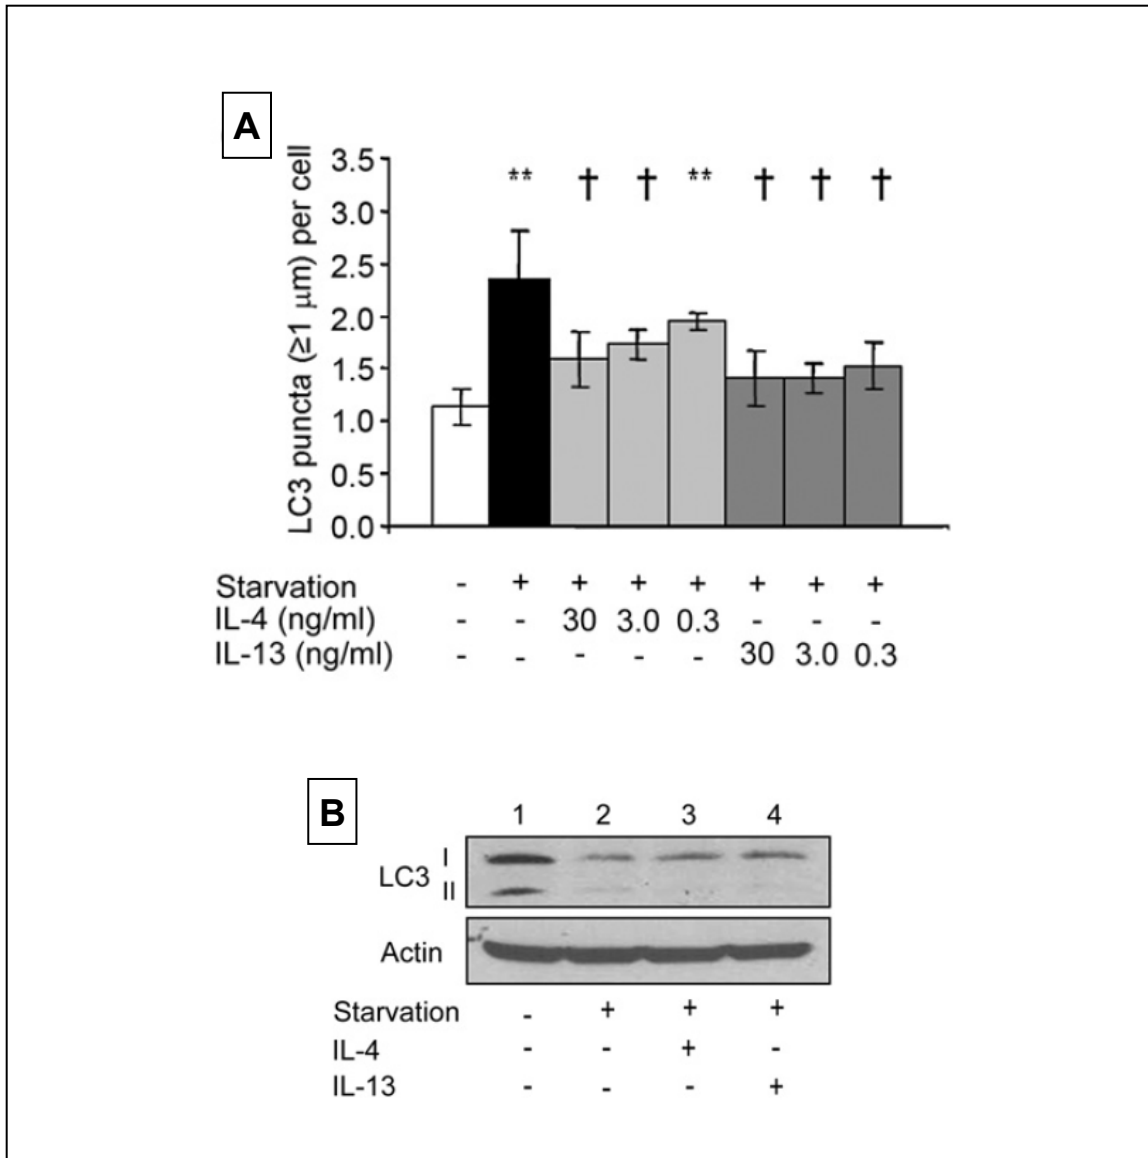 A
LC3 puncta (≥1 μm) per cell
3.5
3.0
2.5
2.0
1.5
1.0
0.5
0.0
** † † ** † † †
Starvation - + + + + + + +
IL-4 (ng/ml) - - 30 3.0 0.3 - - -
IL-13 (ng/ml) - - - - - 30 3.0 0.3
B
1 2 3 4
LC3 I
II
Actin
Starvation - + + +
IL-4 - - + -
IL-13 - - - +